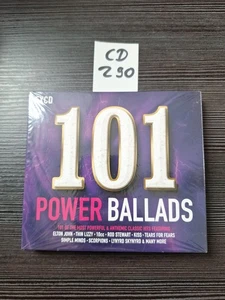 CD
290
101
POWER BALLADS
ELTON JOHN • THIN LIZZY • 10cc • ROD STEWART • KISS • TEARS FOR FEARS
SIMPLE MINDS • SCORPIONS • LYNYRD SKYNYRD & MANY MORE